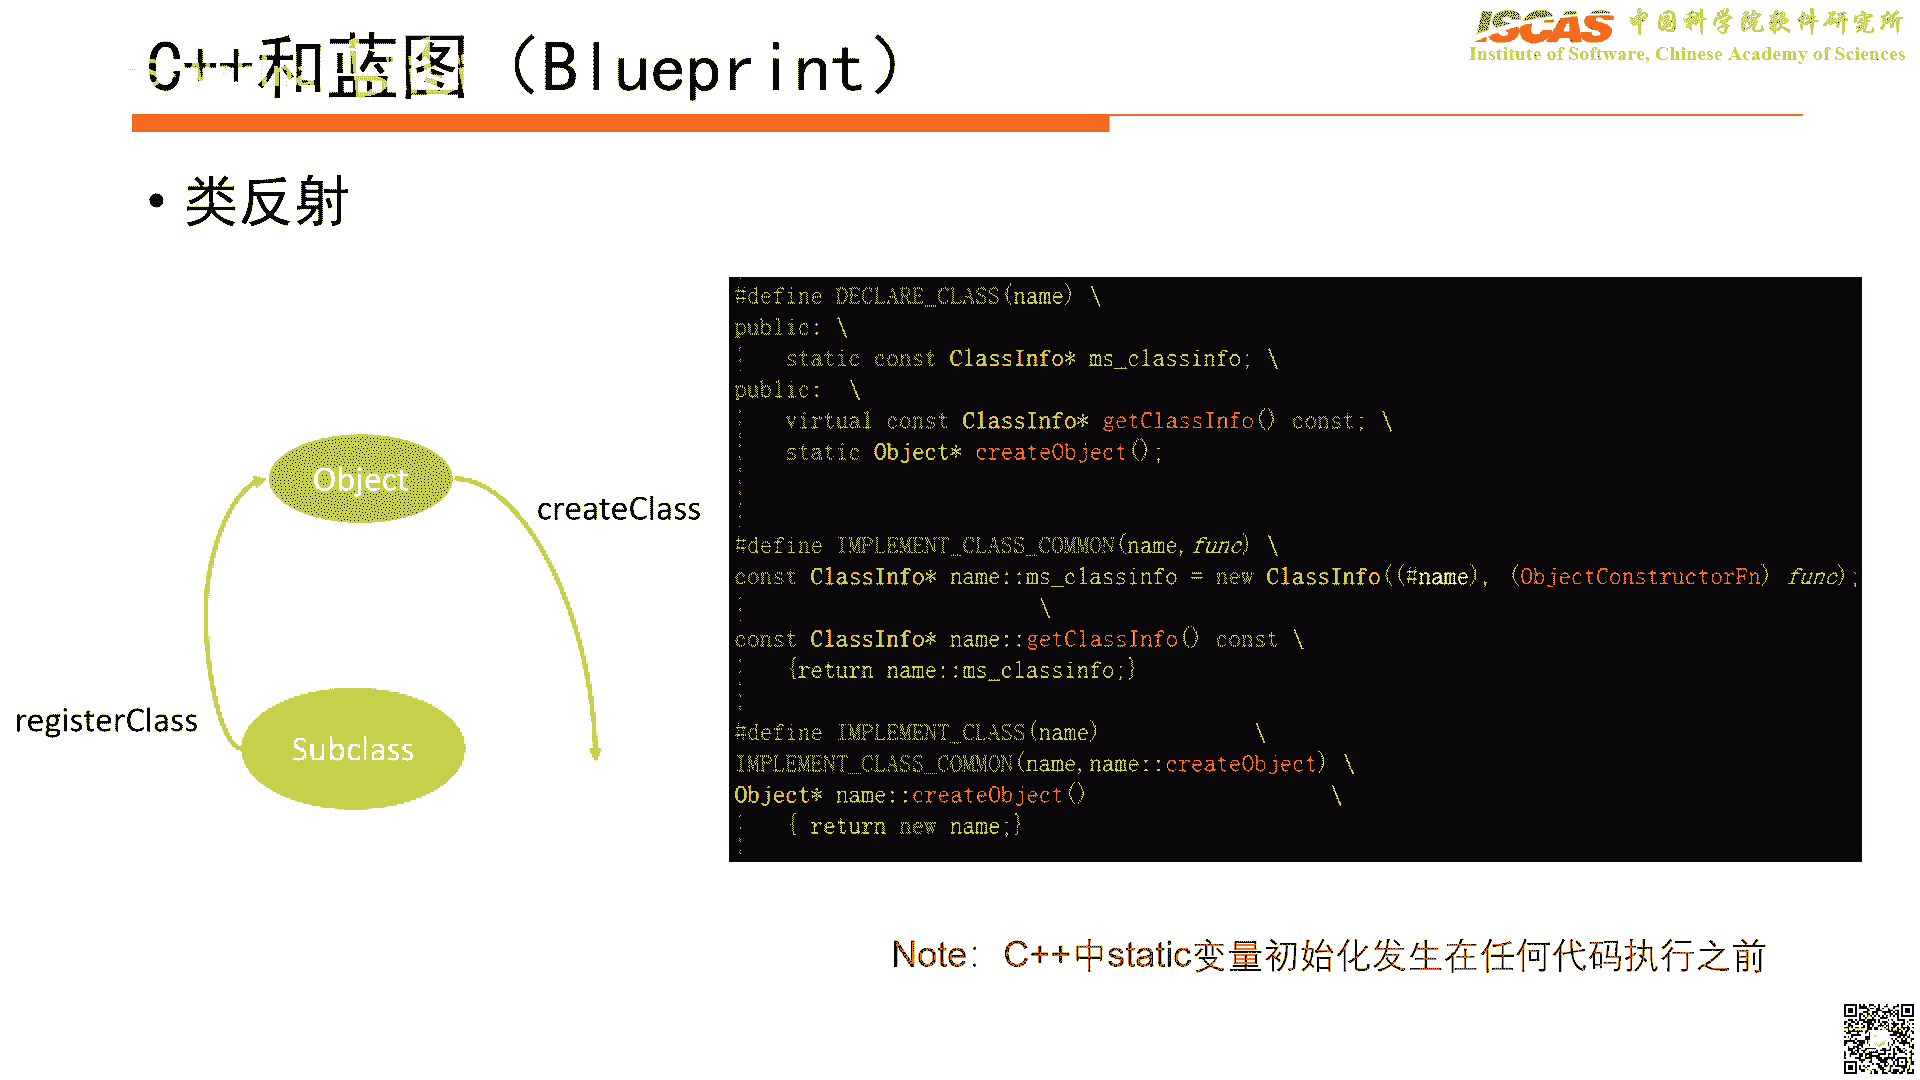 ISCAS 中国科学院软件研究所
Institute of Software, Chinese Academy of Sciences
C++和蓝图（Blueprint）
• 类反射
Object
createClass
registerClass
Subclass
#define DECLARE_CLASS(name) \
public: \
static const ClassInfo* ms_classinfo; \
public: \
virtual const ClassInfo* getClassInfo() const; \
static Object* createObject();
#define IMPLEMENT_CLASS_COMMON(name,func) \
const ClassInfo* name::ms_classinfo = new ClassInfo((#name), (ObjectConstructorFn) func);
\
const ClassInfo* name::getClassInfo() const \
{return name::ms_classinfo;}
#define IMPLEMENT_CLASS(name) \
IMPLEMENT_CLASS_COMMON(name,name::createObject) \
Object* name::createObject() \
{ return new name;}
Note：C++中static变量初始化发生在任何代码执行之前